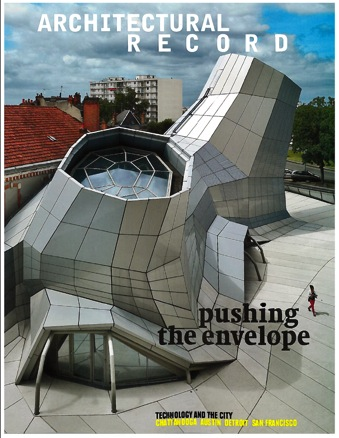 ARCHITECTURAL
RECORD
pushing
the envelope
TECHNOLOGY AND THE CITY
CHATTANOOGA AUSTIN DETROIT SAN FRANCISCO